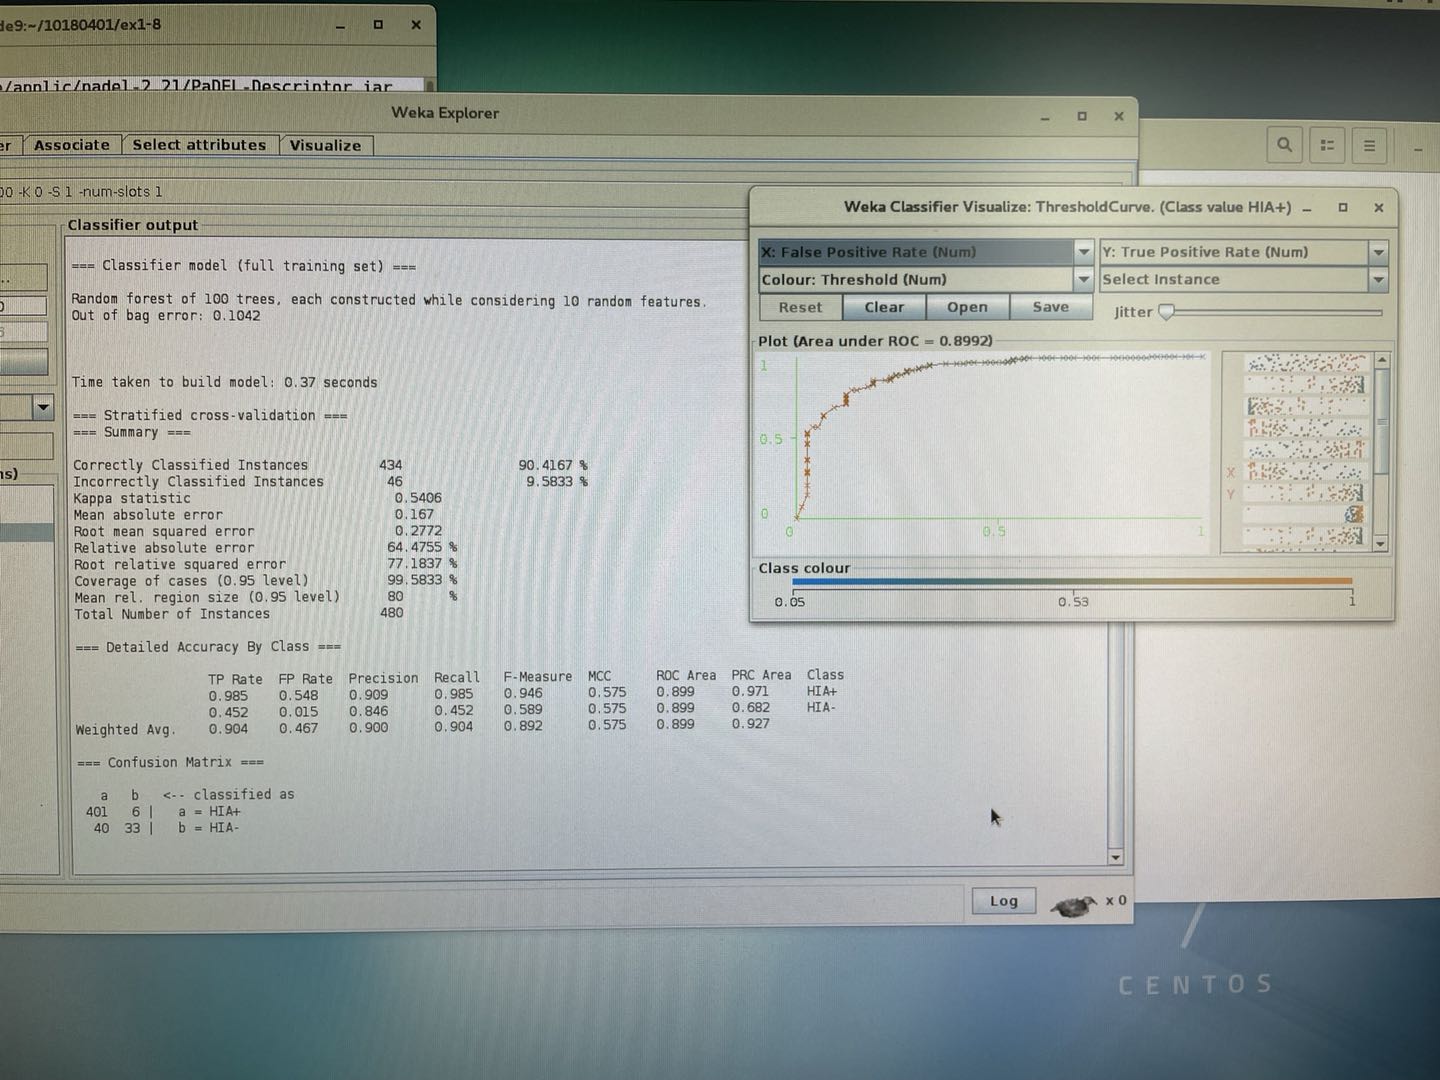 de9:~/10180401/ex1-8
/applic/padel-2.21/PaDEL-Descriptor.jar
Weka Explorer
Associate Select attributes Visualize
00 -K 0 -S 1 -num-slots 1
Classifier output
=== Classifier model (full training set) ===
Random forest of 100 trees, each constructed while considering 10 random features.
Out of bag error: 0.1042
Time taken to build model: 0.37 seconds
=== Stratified cross-validation ===
=== Summary ===
Correctly Classified Instances 434 90.4167 %
Incorrectly Classified Instances 46 9.5833 %
Kappa statistic 0.5406
Mean absolute error 0.167
Root mean squared error 0.2772
Relative absolute error 64.4755 %
Root relative squared error 77.1837 %
Coverage of cases (0.95 level) 99.5833 %
Mean rel. region size (0.95 level) 80 %
Total Number of Instances 480
=== Detailed Accuracy By Class ===
TP Rate FP Rate Precision Recall F-Measure MCC ROC Area PRC Area Class
0.985 0.548 0.909 0.985 0.946 0.575 0.899 0.971 HIA+
0.452 0.015 0.846 0.452 0.589 0.575 0.899 0.682 HIA-
Weighted Avg. 0.904 0.467 0.900 0.904 0.892 0.575 0.899 0.927
=== Confusion Matrix ===
a b <-- classified as
401 6 | a = HIA+
40 33 | b = HIA-
Log x 0
Weka Classifier Visualize: ThresholdCurve. (Class value HIA+)
X: False Positive Rate (Num) Y: True Positive Rate (Num)
Colour: Threshold (Num) Select Instance
Reset Clear Open Save Jitter
Plot (Area under ROC = 0.8992)
1
0.5
0
0 0.5 1
X
Y
Class colour
0.05 0.53 1
CENTOS